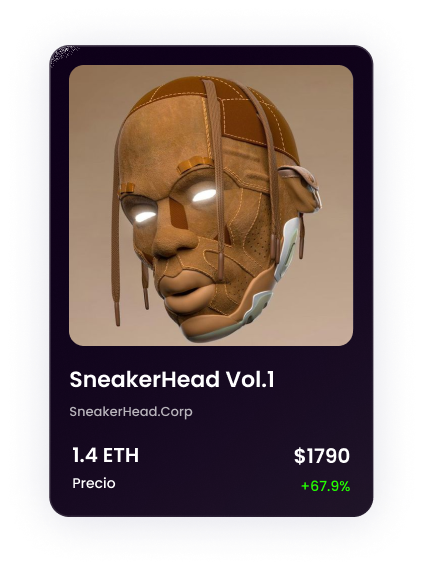 SneakerHead Vol.1
SneakerHead.Corp
1.4 ETH
$1790
Precio
+67.9%